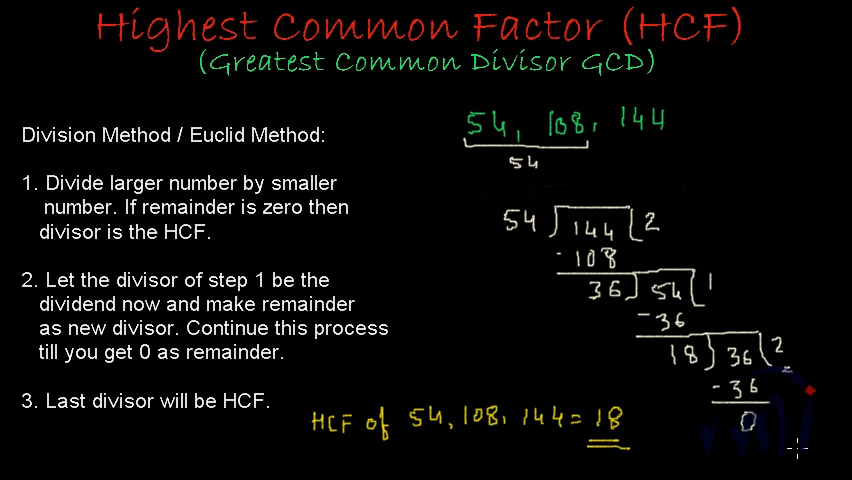 Highest Common Factor (HCF)
(Greatest Common Divisor GCD)
Division Method / Euclid Method:
1. Divide larger number by smaller
number. If remainder is zero then
divisor is the HCF.
2. Let the divisor of step 1 be the
dividend now and make remainder
as new divisor. Continue this process
till you get 0 as remainder.
3. Last divisor will be HCF.
54, 108, 144
54
54 ) 144 ( 2
- 108
36 ) 54 ( 1
- 36
18 ) 36 ( 2
- 36
0
HCF of 54, 108, 144 = 18